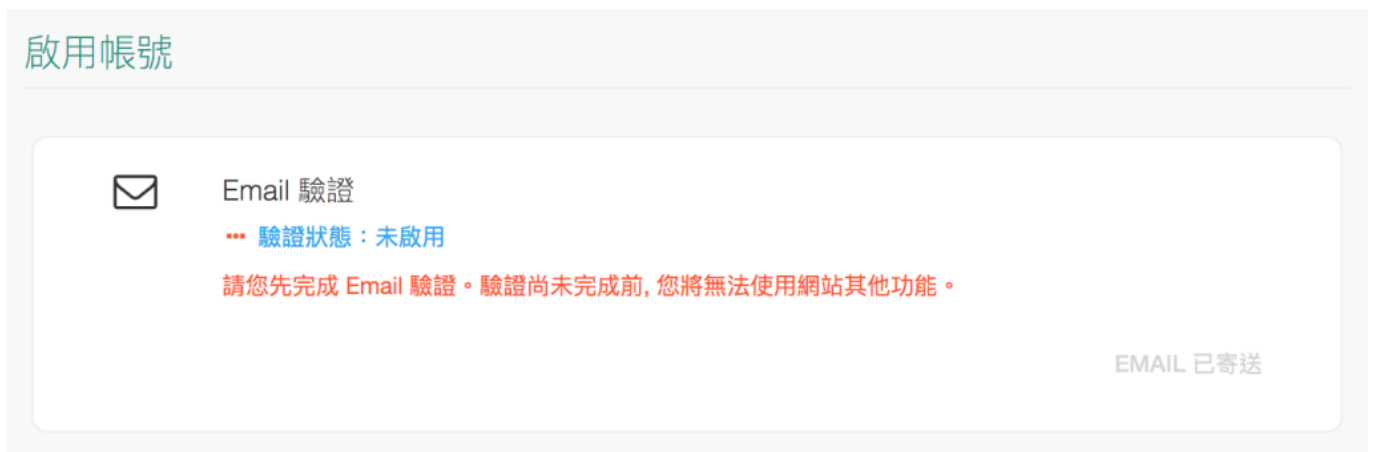 啟用帳號
Email 驗證
••• 驗證狀態：未啟用
請您先完成 Email 驗證。驗證尚未完成前, 您將無法使用網站其他功能。
EMAIL 已寄送